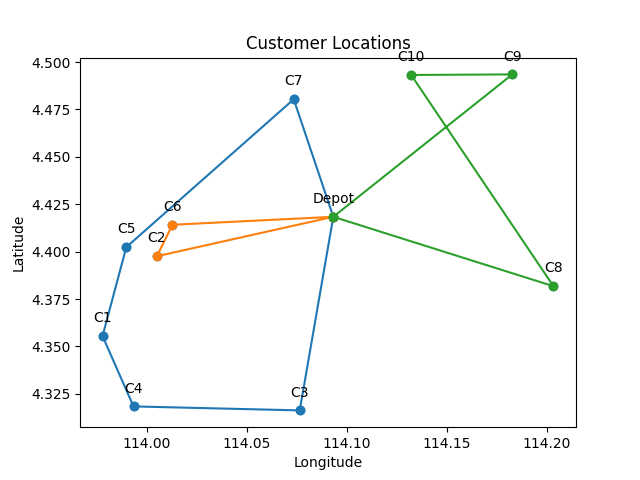 Customer Locations
C10
C9
C7
Depot
C6
C5
C2
C8
C1
C4
C3
4.500
4.475
4.450
4.425
4.400
4.375
4.350
4.325
Latitude
114.00 114.05 114.10 114.15 114.20
Longitude